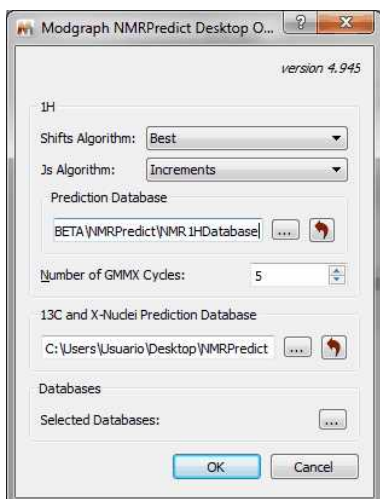 Modgraph NMRPredict Desktop O...
version 4.945
1H
Shifts Algorithm: Best
Js Algorithm: Increments
Prediction Database
BETA\NMRPredict\NMR1HDatabase ...
Number of GMMX Cycles: 5
13C and X-Nuclei Prediction Database
C:\Users\Usuario\Desktop\NMRPredict ...
Databases
Selected Databases: ...
OK Cancel